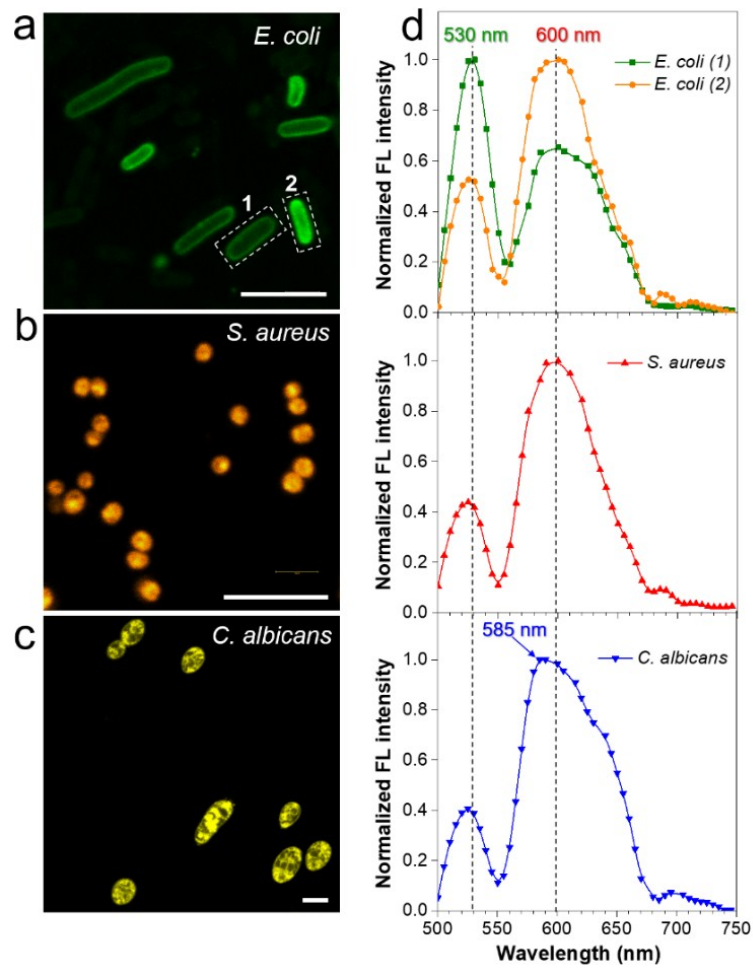 a
E. coli
1
2
b
S. aureus
c
C. albicans
d
530 nm
600 nm
E. coli (1)
E. coli (2)
Normalized FL intensity
1.0
0.8
0.6
0.4
0.2
0.0
S. aureus
Normalized FL intensity
1.0
0.8
0.6
0.4
0.2
0.0
585 nm
C. albicans
Normalized FL intensity
1.0
0.8
0.6
0.4
0.2
0.0
500 550 600 650 700 750
Wavelength (nm)